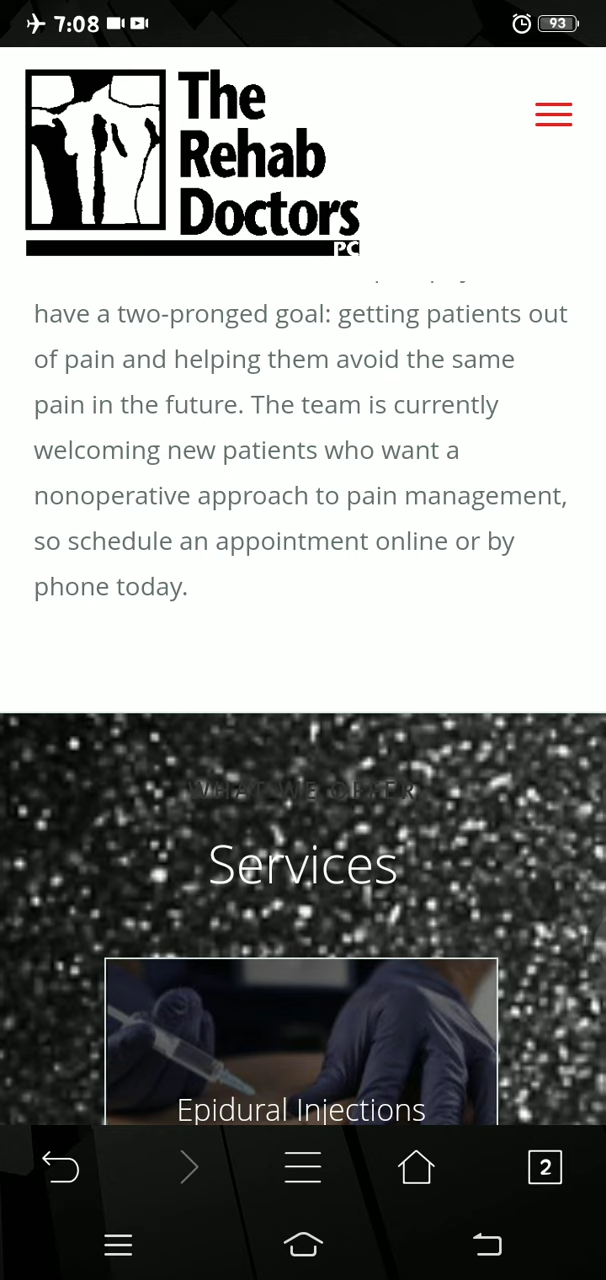 7:08
93
The
Rehab
Doctors
PC
have a two-pronged goal: getting patients out
of pain and helping them avoid the same
pain in the future. The team is currently
welcoming new patients who want a
nonoperative approach to pain management,
so schedule an appointment online or by
phone today.
WHAT WE OFFER
Services
Epidural Injections
2